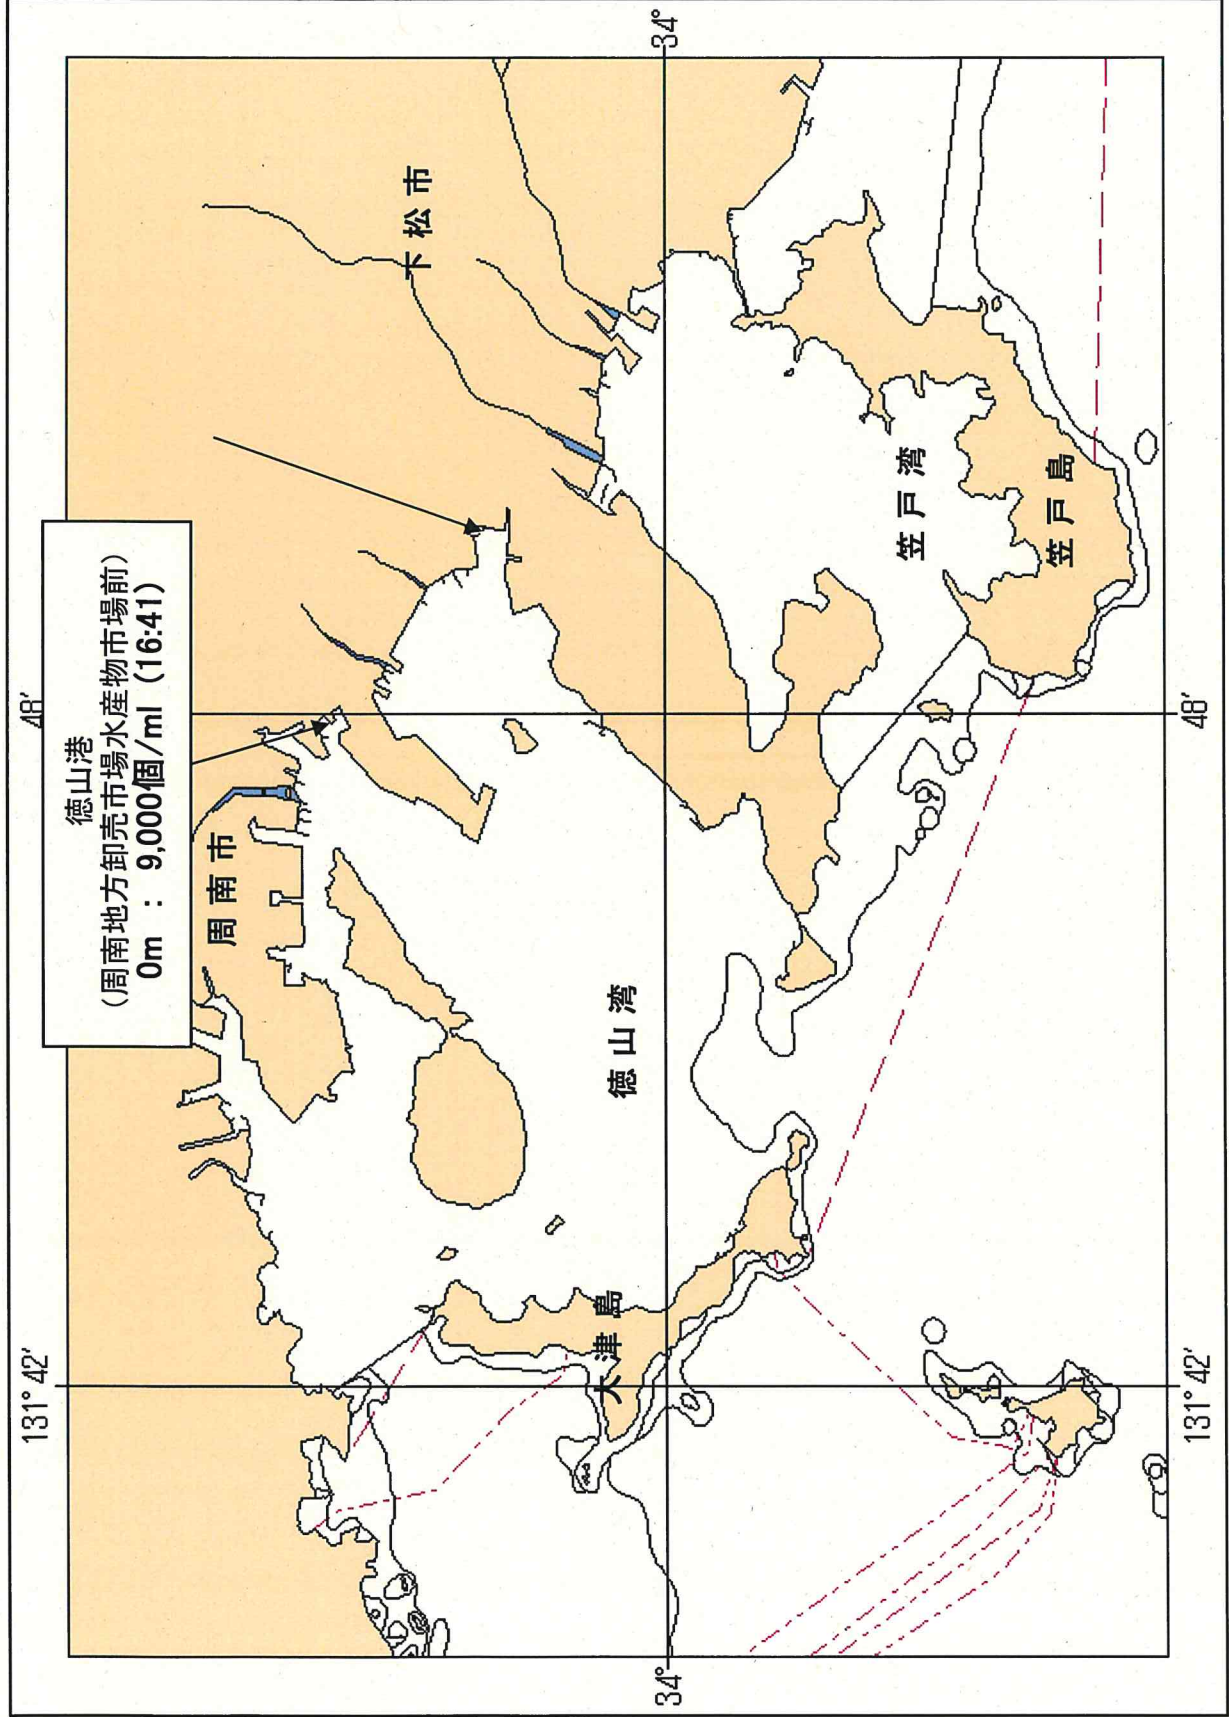 徳山港
(周南地方卸売市場水産物市場前)
0m : 9,000個/ml (16:41)
131° 42′
48′
34°
34°
周南市
下松市
徳山湾
大津島
笠戸湾
笠戸島
131° 42′
48′